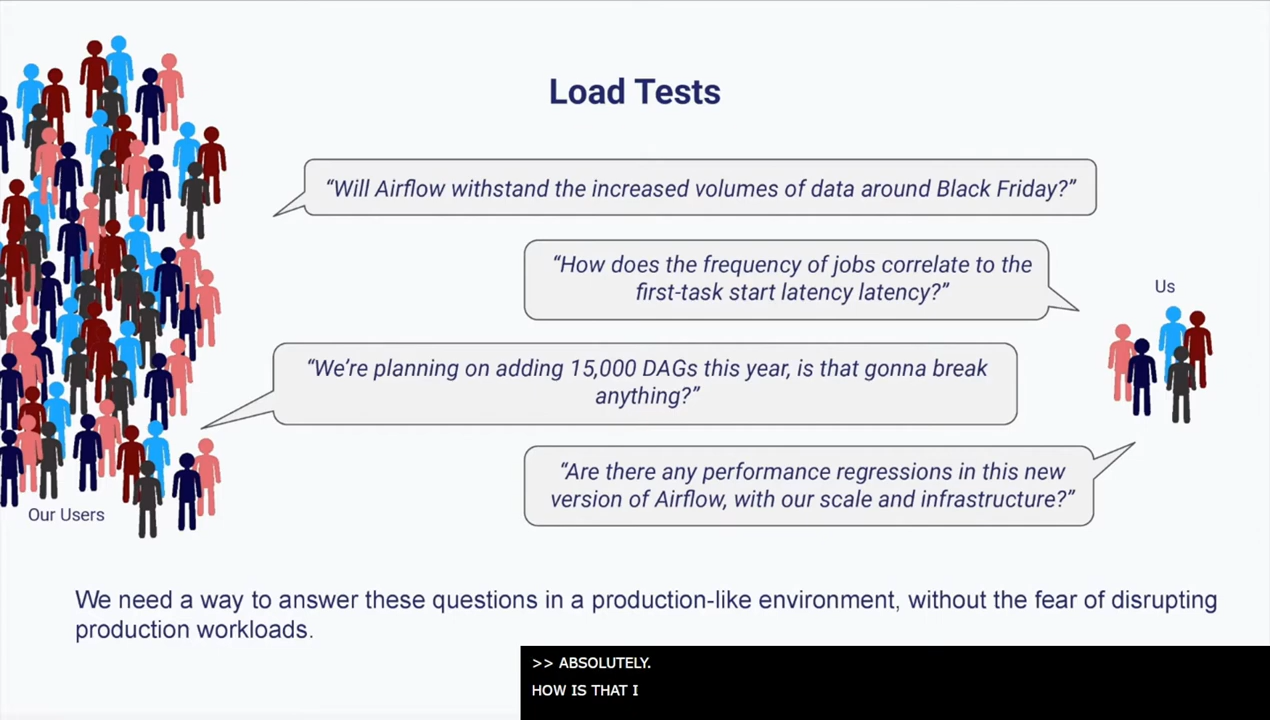 Load Tests
“Will Airflow withstand the increased volumes of data around Black Friday?”
“How does the frequency of jobs correlate to the
first-task start latency latency?”
Us
“We’re planning on adding 15,000 DAGs this year, is that gonna break
anything?”
“Are there any performance regressions in this new
version of Airflow, with our scale and infrastructure?”
Our Users
We need a way to answer these questions in a production-like environment, without the fear of disrupting
production workloads.
>> ABSOLUTELY.
HOW IS THAT I